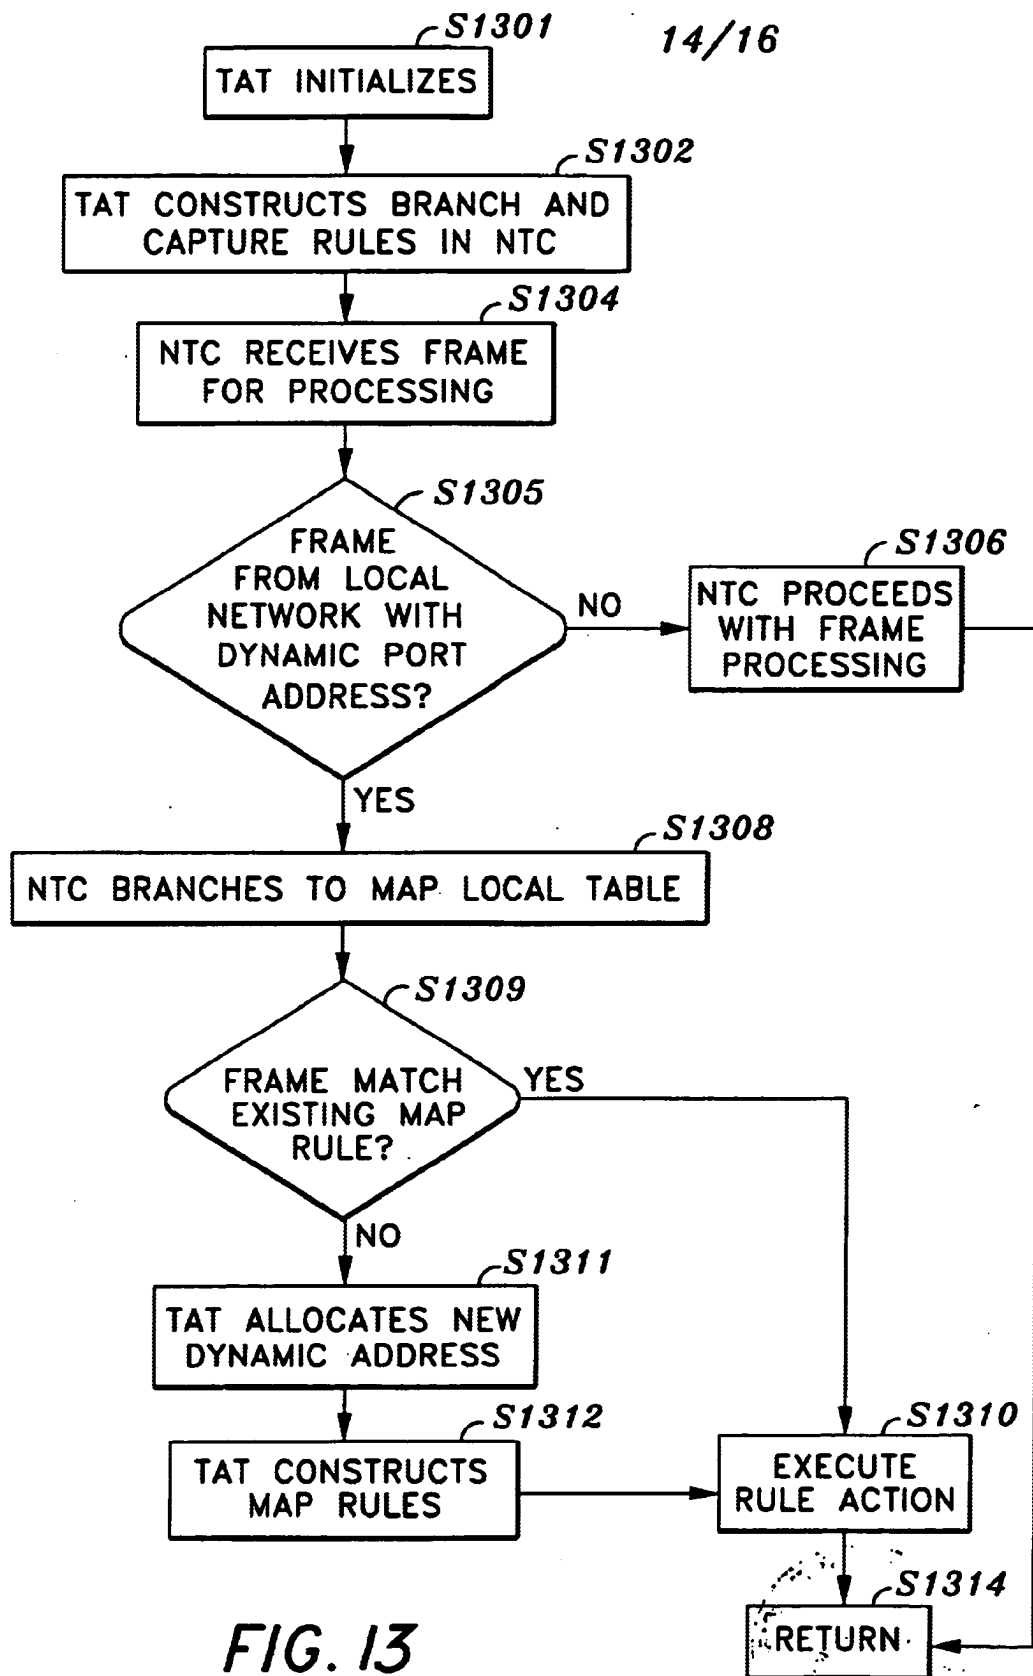 S1301
14/16
TAT INITIALIZES
S1302
TAT CONSTRUCTS BRANCH AND
CAPTURE RULES IN NTC
S1304
NTC RECEIVES FRAME
FOR PROCESSING
S1305
FRAME
FROM LOCAL
NETWORK WITH
DYNAMIC PORT
ADDRESS?
NO
S1306
NTC PROCEEDS
WITH FRAME
PROCESSING
YES
S1308
NTC BRANCHES TO MAP LOCAL TABLE
S1309
FRAME MATCH
EXISTING MAP
RULE?
YES
NO
S1311
TAT ALLOCATES NEW
DYNAMIC ADDRESS
S1312
TAT CONSTRUCTS
MAP RULES
S1310
EXECUTE
RULE ACTION
S1314
RETURN
FIG. 13